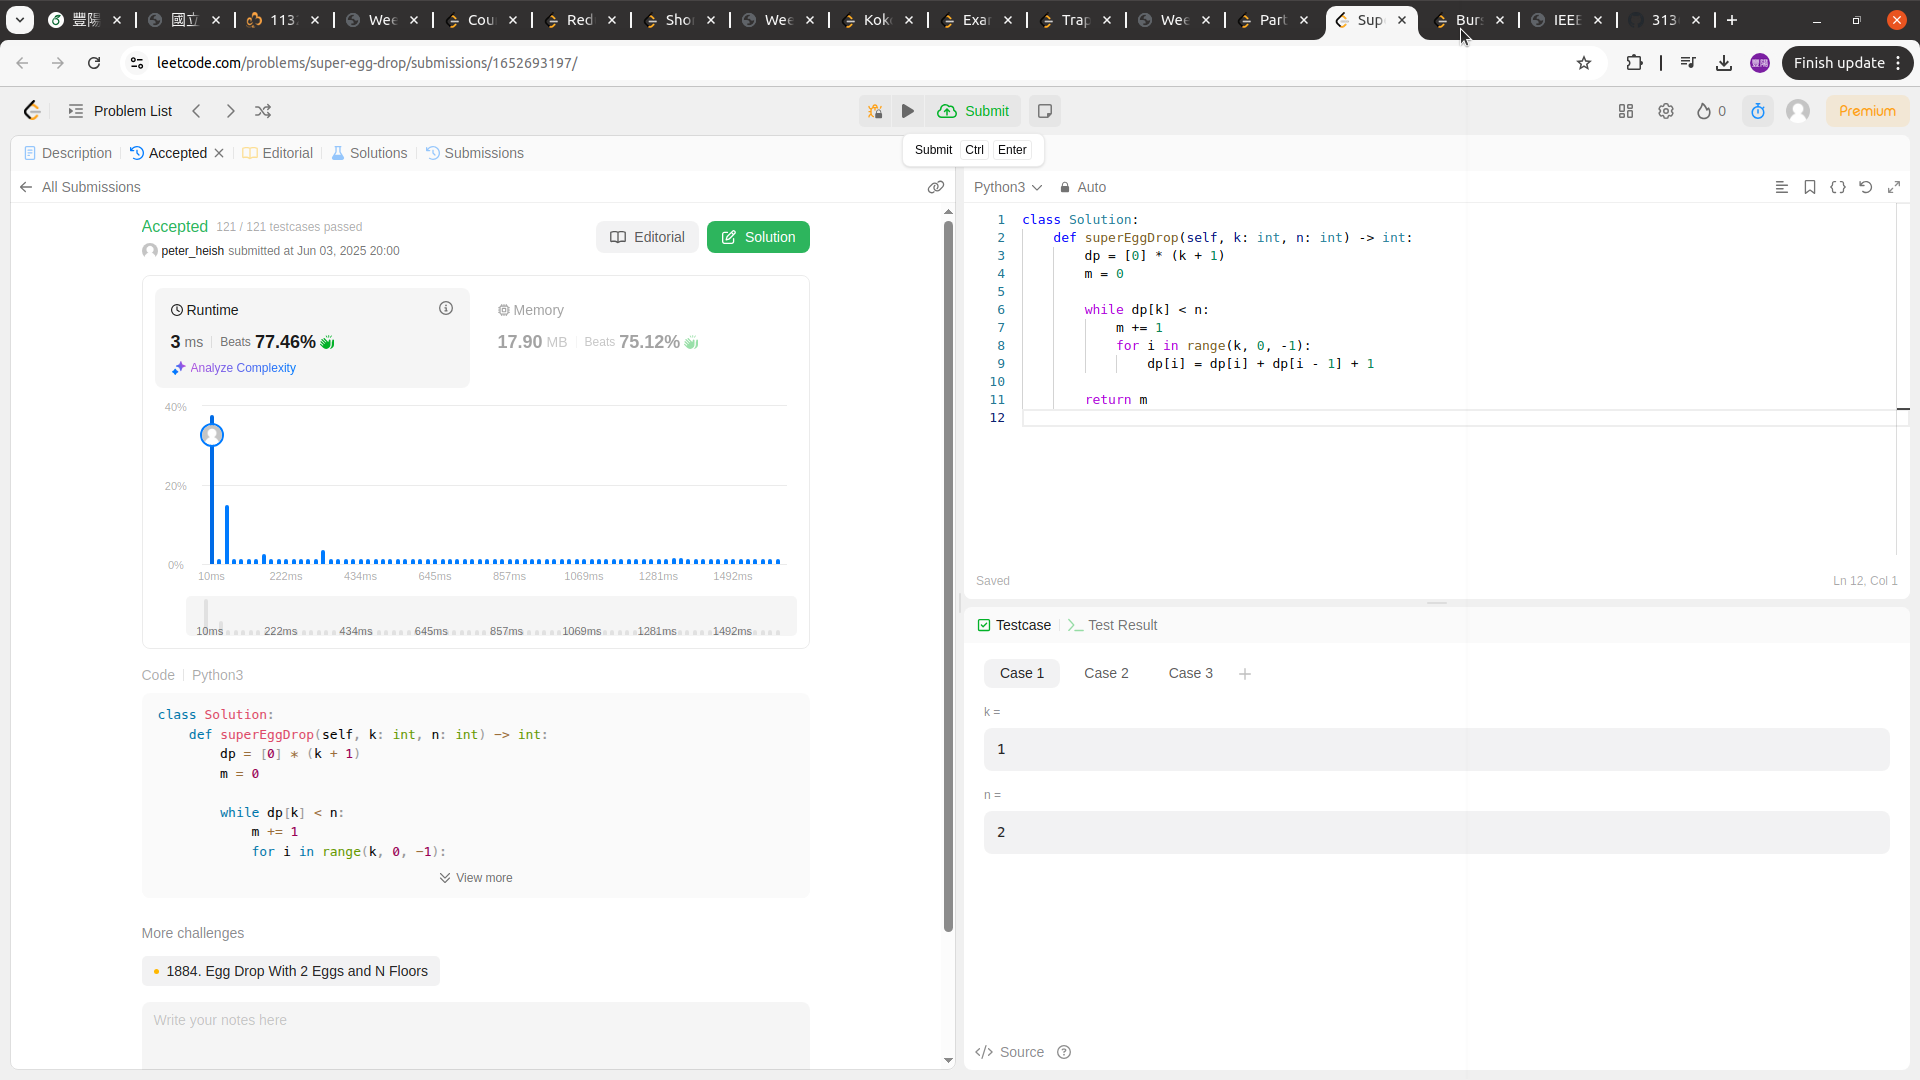 豐陽
國立
113
Wee
Cou
Red
Sho
Wee
Kok
Exar
Trap
Wee
Part
Sup
Burs
IEEE
313
leetcode.com/problems/super-egg-drop/submissions/1652693197/
Finish update
Problem List
Submit
0
Premium
Submit Ctrl Enter
Description
Accepted
Editorial
Solutions
Submissions
All Submissions
Accepted 121 / 121 testcases passed
peter_heish submitted at Jun 03, 2025 20:00
Editorial
Solution
Runtime
3 ms Beats 77.46%
Analyze Complexity
Memory
17.90 MB Beats 75.12%
40%
20%
0%
10ms 222ms 434ms 645ms 857ms 1069ms 1281ms 1492ms
10ms 222ms 434ms 645ms 857ms 1069ms 1281ms 1492ms
Code Python3
class Solution:
def superEggDrop(self, k: int, n: int) -> int:
dp = [0] * (k + 1)
m = 0
while dp[k] < n:
m += 1
for i in range(k, 0, -1):
View more
More challenges
1884. Egg Drop With 2 Eggs and N Floors
Write your notes here
Python3 Auto
1 class Solution:
2 def superEggDrop(self, k: int, n: int) -> int:
3 dp = [0] * (k + 1)
4 m = 0
5
6 while dp[k] < n:
7 m += 1
8 for i in range(k, 0, -1):
9 dp[i] = dp[i] + dp[i - 1] + 1
10
11 return m
12
Saved
Ln 12, Col 1
Testcase
Test Result
Case 1
Case 2
Case 3
k =
1
n =
2
Source